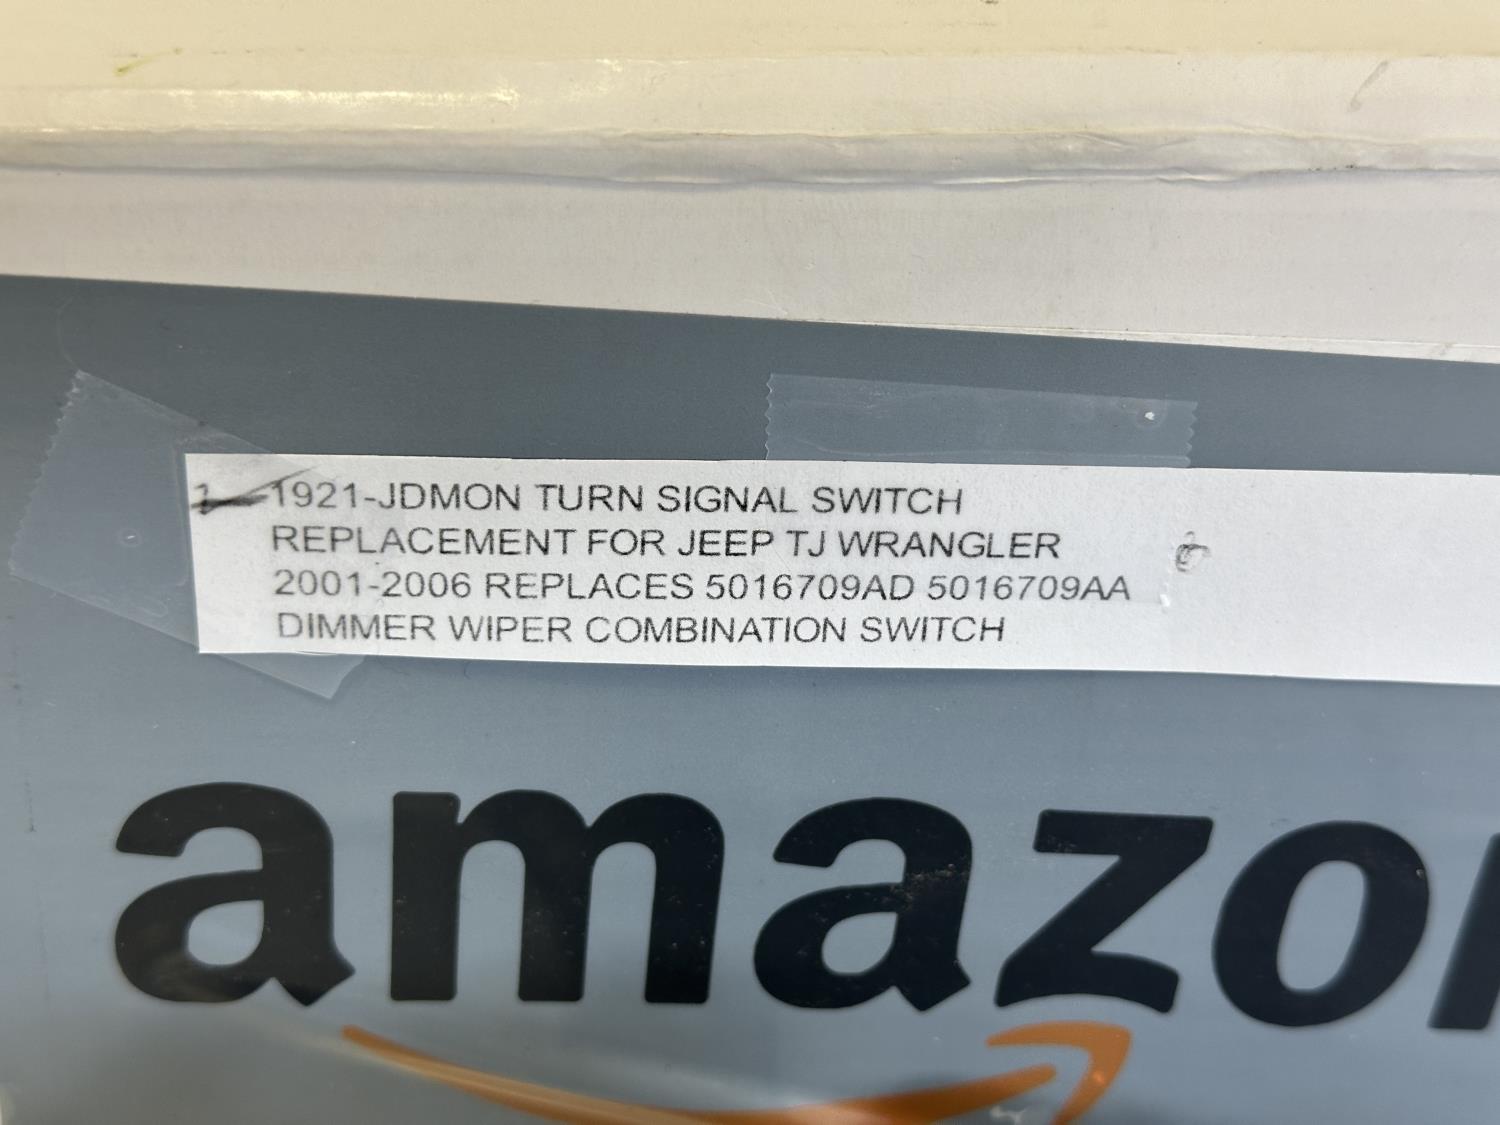 1921-JDMON TURN SIGNAL SWITCH
REPLACEMENT FOR JEEP TJ WRANGLER
2001-2006 REPLACES 5016709AD 5016709AA
DIMMER WIPER COMBINATION SWITCH
amazon